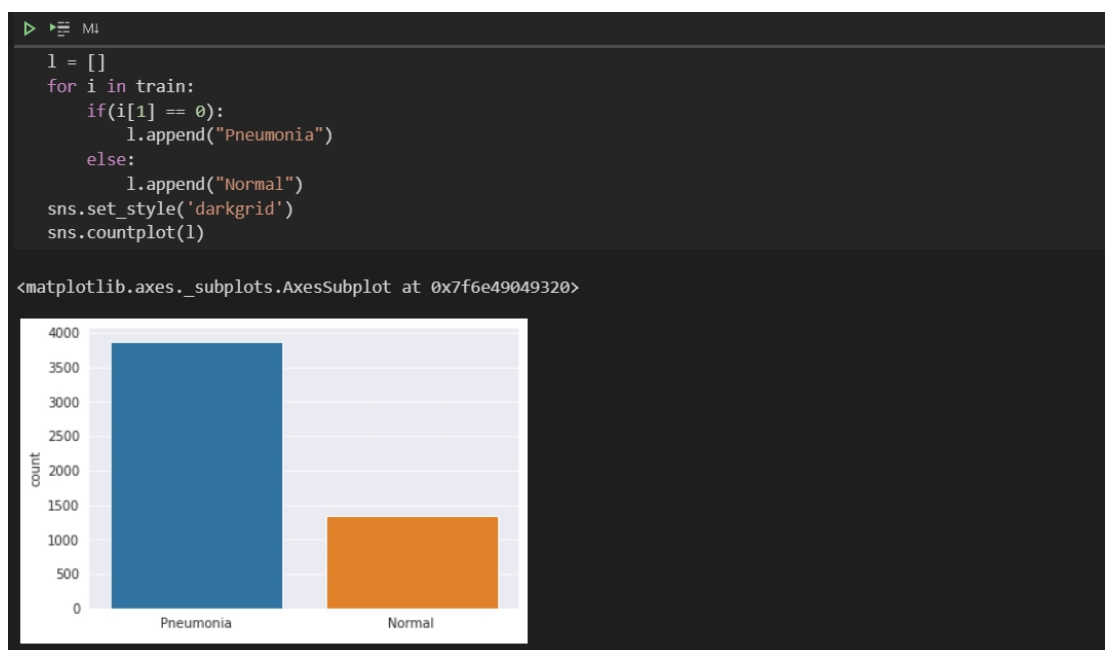 M↓
l = []
for i in train:
    if(i[1] == 0):
        l.append("Pneumonia")
    else:
        l.append("Normal")
sns.set_style('darkgrid')
sns.countplot(l)
<matplotlib.axes._subplots.AxesSubplot at 0x7f6e49049320>
4000
3500
3000
2500
2000
1500
1000
500
0
count
Pneumonia Normal